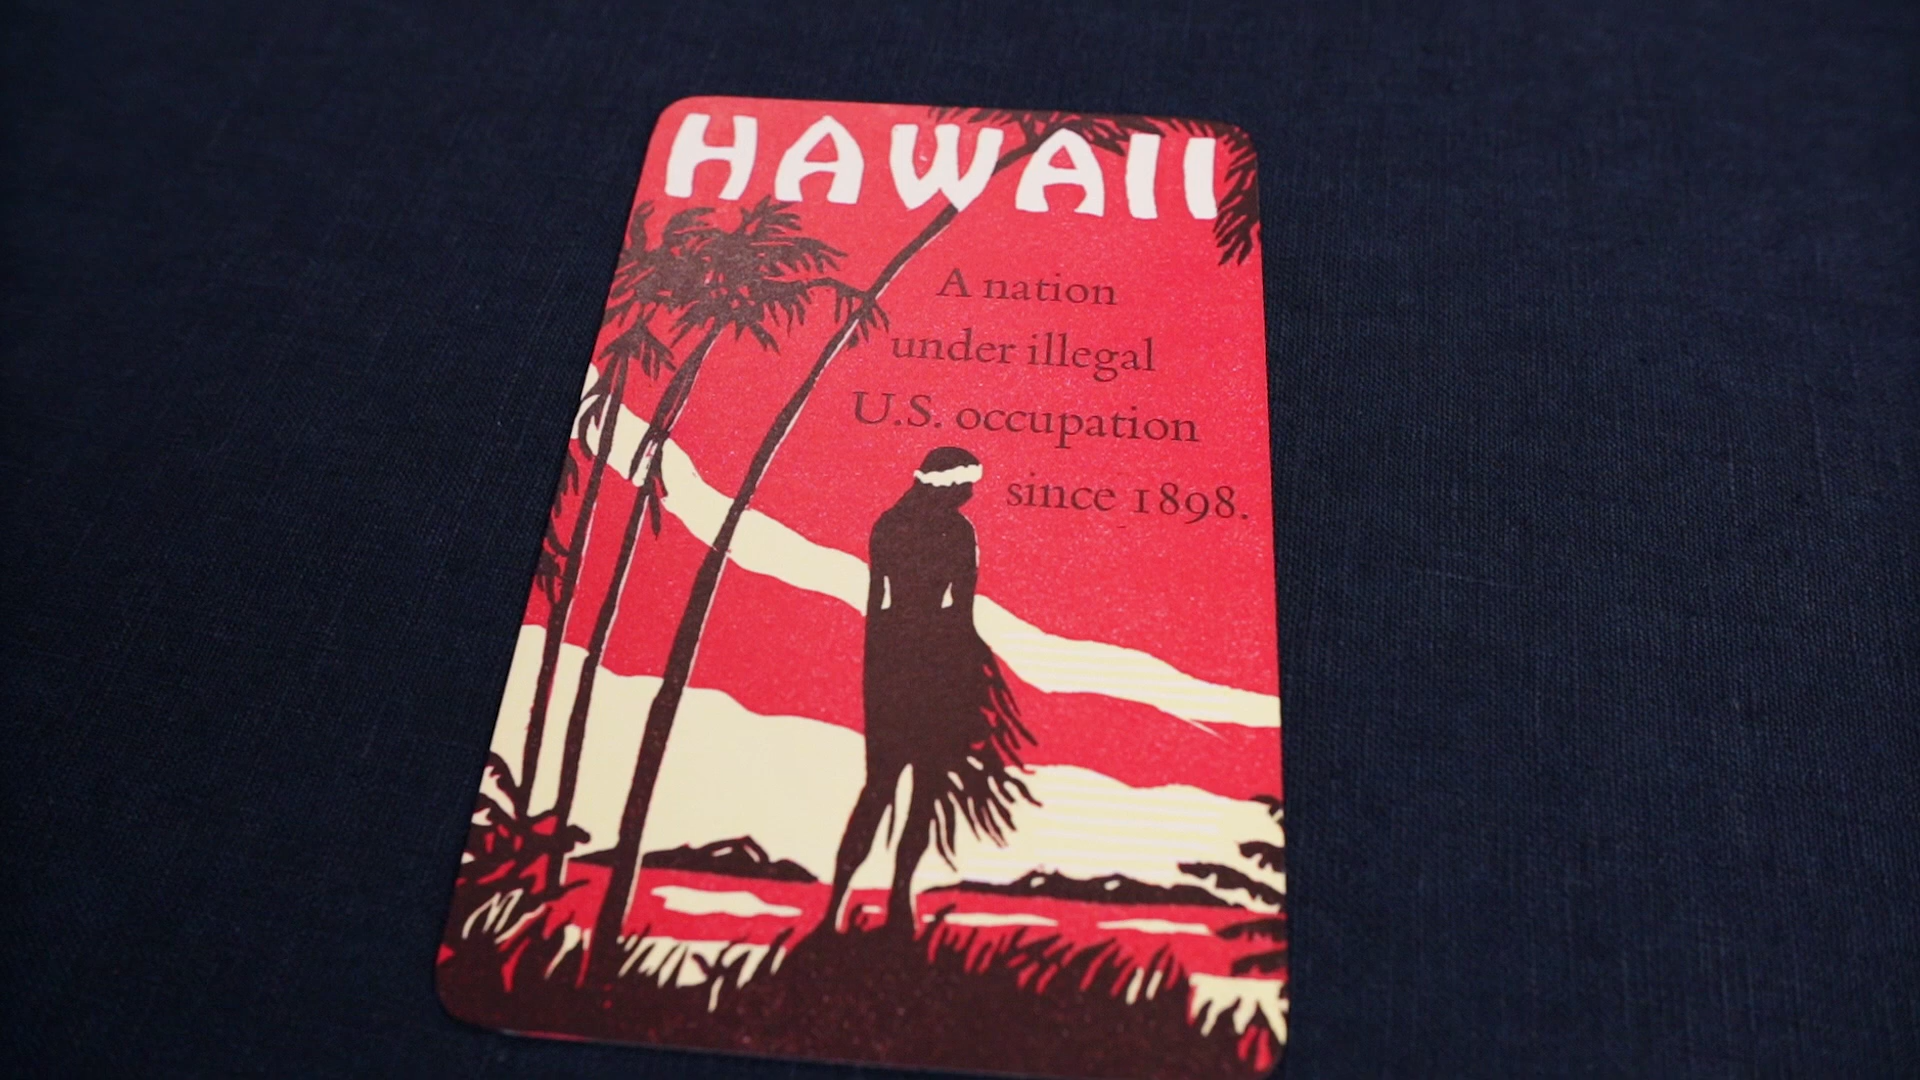 HAWAII
A nation
under illegal
U.S. occupation
since 1898.